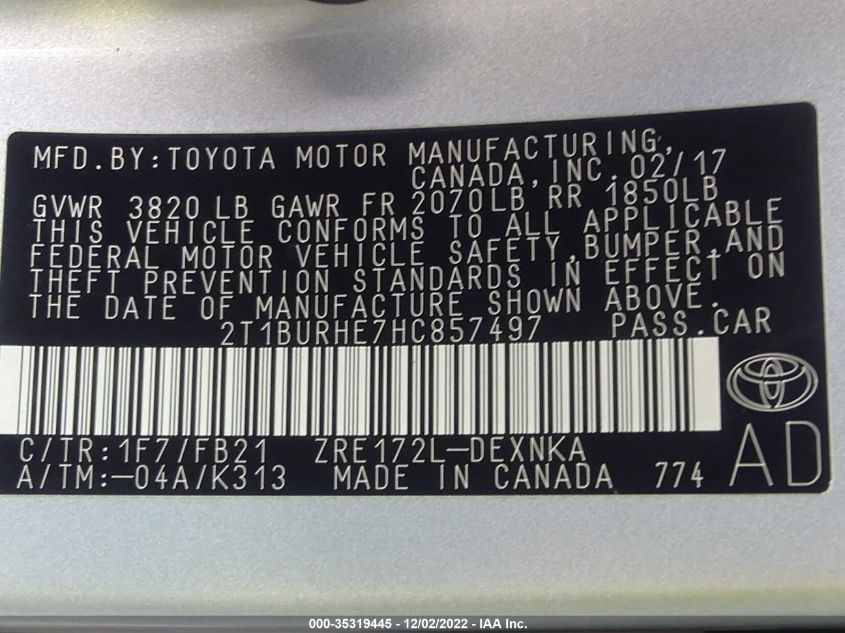 MFD.BY:TOYOTA MOTOR MANUFACTURING,
CANADA,INC. 02/17
GVWR 3820 LB GAWR FR 2070LB RR 1850LB
THIS VEHICLE CONFORMS TO ALL APPLICABLE
FEDERAL MOTOR VEHICLE SAFETY,BUMPER,AND
THEFT PREVENTION STANDARDS IN EFFECT ON
THE DATE OF MANUFACTURE SHOWN ABOVE.
2T1BURHE7HC857497 PASS.CAR
C/TR:1F7/FB21 ZRE172L-DEXNKA
A/TM:-04A/K313 MADE IN CANADA 774 AD
000-35319445 - 12/02/2022 - IAA Inc.